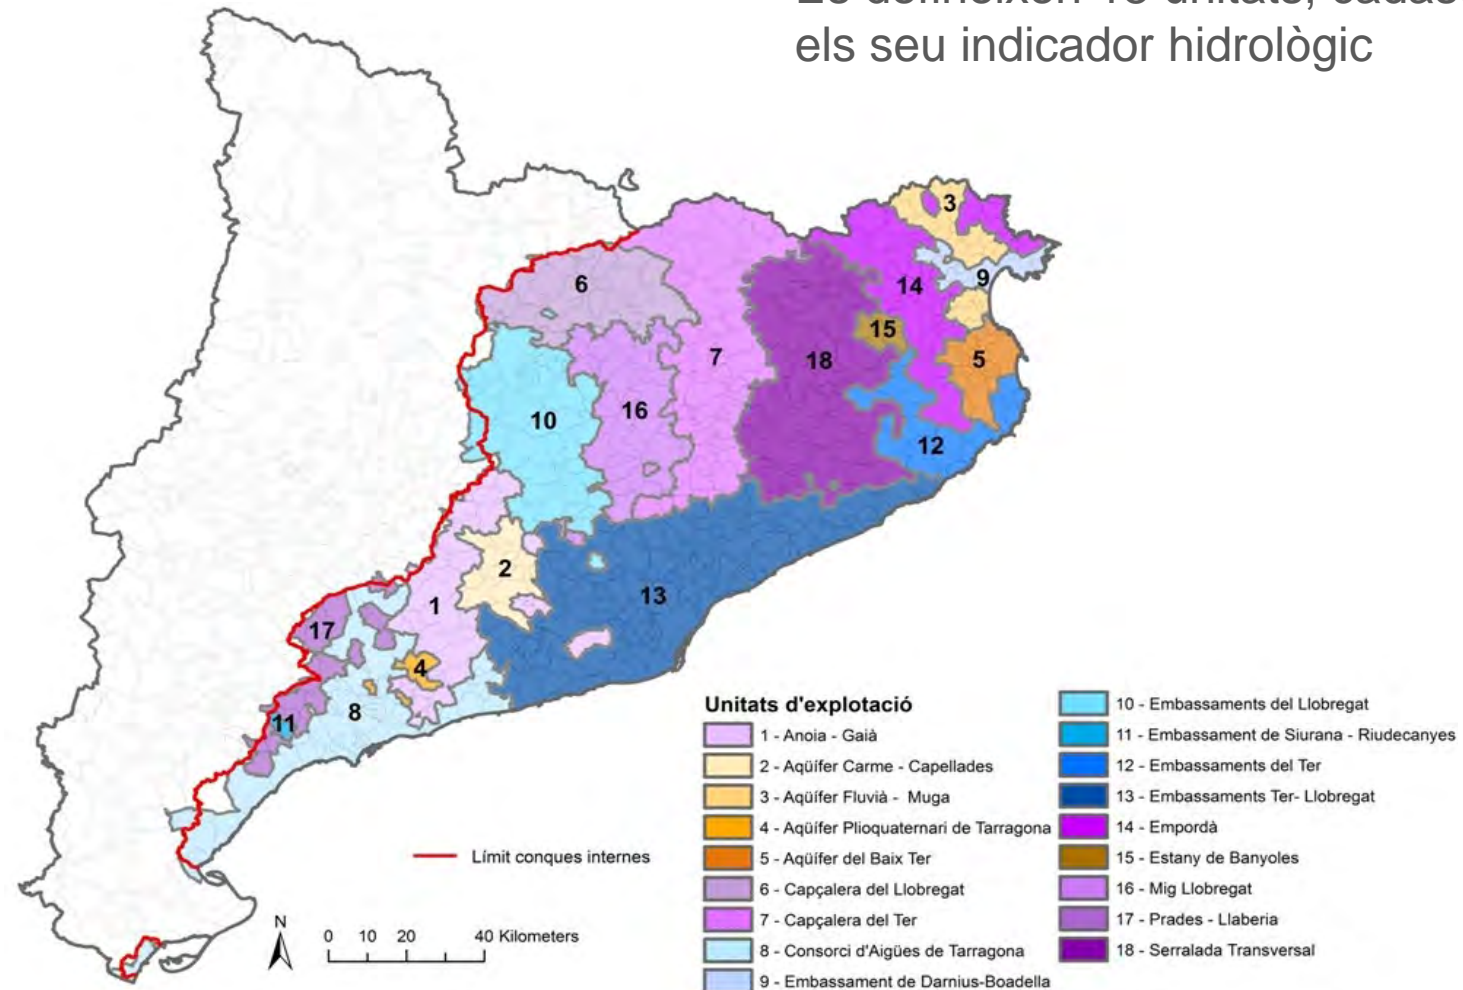 els seu indicador hidrològic
3
6
9
14
15
7
5
18
10
16
12
2
13
1
17
4
8
11
Unitats d'explotació
1 - Anoia - Gaià
2 - Aqüífer Carme - Capellades
3 - Aqüífer Fluvià - Muga
4 - Aqüífer Plioquaternari de Tarragona
5 - Aqüífer del Baix Ter
6 - Capçalera del Llobregat
7 - Capçalera del Ter
8 - Consorci d'Aigües de Tarragona
9 - Embassament de Darnius-Boadella
10 - Embassaments del Llobregat
11 - Embassament de Siurana - Riudecanyes
12 - Embassaments del Ter
13 - Embassaments Ter- Llobregat
14 - Empordà
15 - Estany de Banyoles
16 - Mig Llobregat
17 - Prades - Llaberia
18 - Serralada Transversal
Límit conques internes
N
0 10 20 40 Kilometers